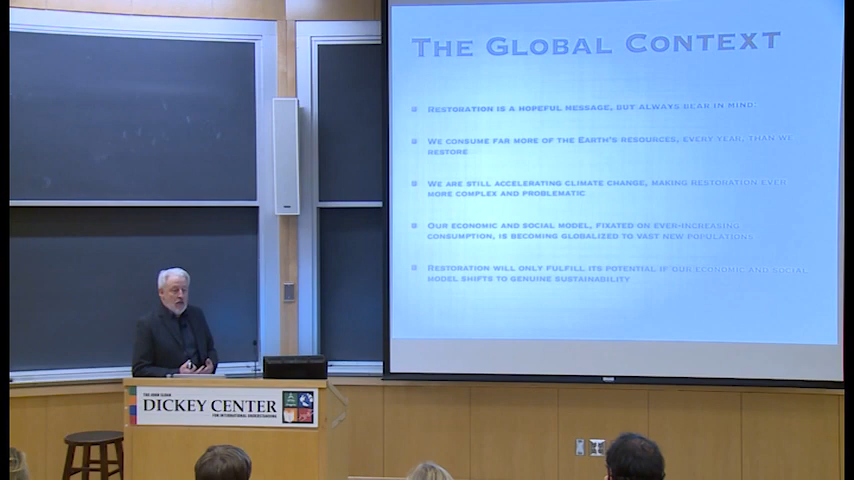 THE GLOBAL CONTEXT
RESTORATION IS A HOPEFUL MESSAGE, BUT ALWAYS BEAR IN MIND:
WE CONSUME FAR MORE OF THE EARTH'S RESOURCES, EVERY YEAR, THAN WE
RESTORE
WE ARE STILL ACCELERATING CLIMATE CHANGE, MAKING RESTORATION EVER
MORE COMPLEX AND PROBLEMATIC
OUR ECONOMIC AND SOCIAL MODEL, FIXATED ON EVER-INCREASING
CONSUMPTION, IS BECOMING GLOBALIZED TO VAST NEW POPULATIONS
RESTORATION WILL ONLY FULFILL ITS POTENTIAL IF OUR ECONOMIC AND SOCIAL
MODEL SHIFTS TO GENUINE SUSTAINABILITY
THE JOHN SLOAN
DICKEY CENTER
FOR INTERNATIONAL UNDERSTANDING